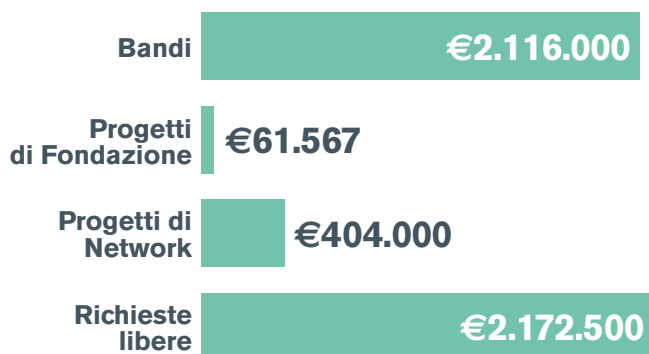 Bandi
€2.116.000
Progetti
di Fondazione
€61.567
Progetti di
Network
€404.000
Richieste
libere
€2.172.500